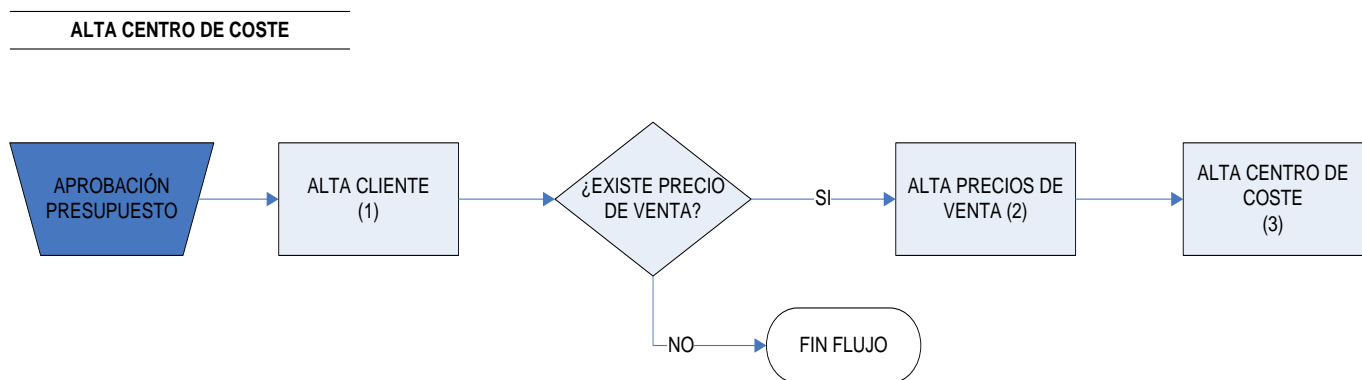 ALTA CENTRO DE COSTE
APROBACIÓN
PRESUPUESTO
ALTA CLIENTE
(1)
¿EXISTE PRECIO
DE VENTA?
SI
ALTA PRECIOS DE
VENTA (2)
ALTA CENTRO DE
COSTE
(3)
NO
FIN FLUJO